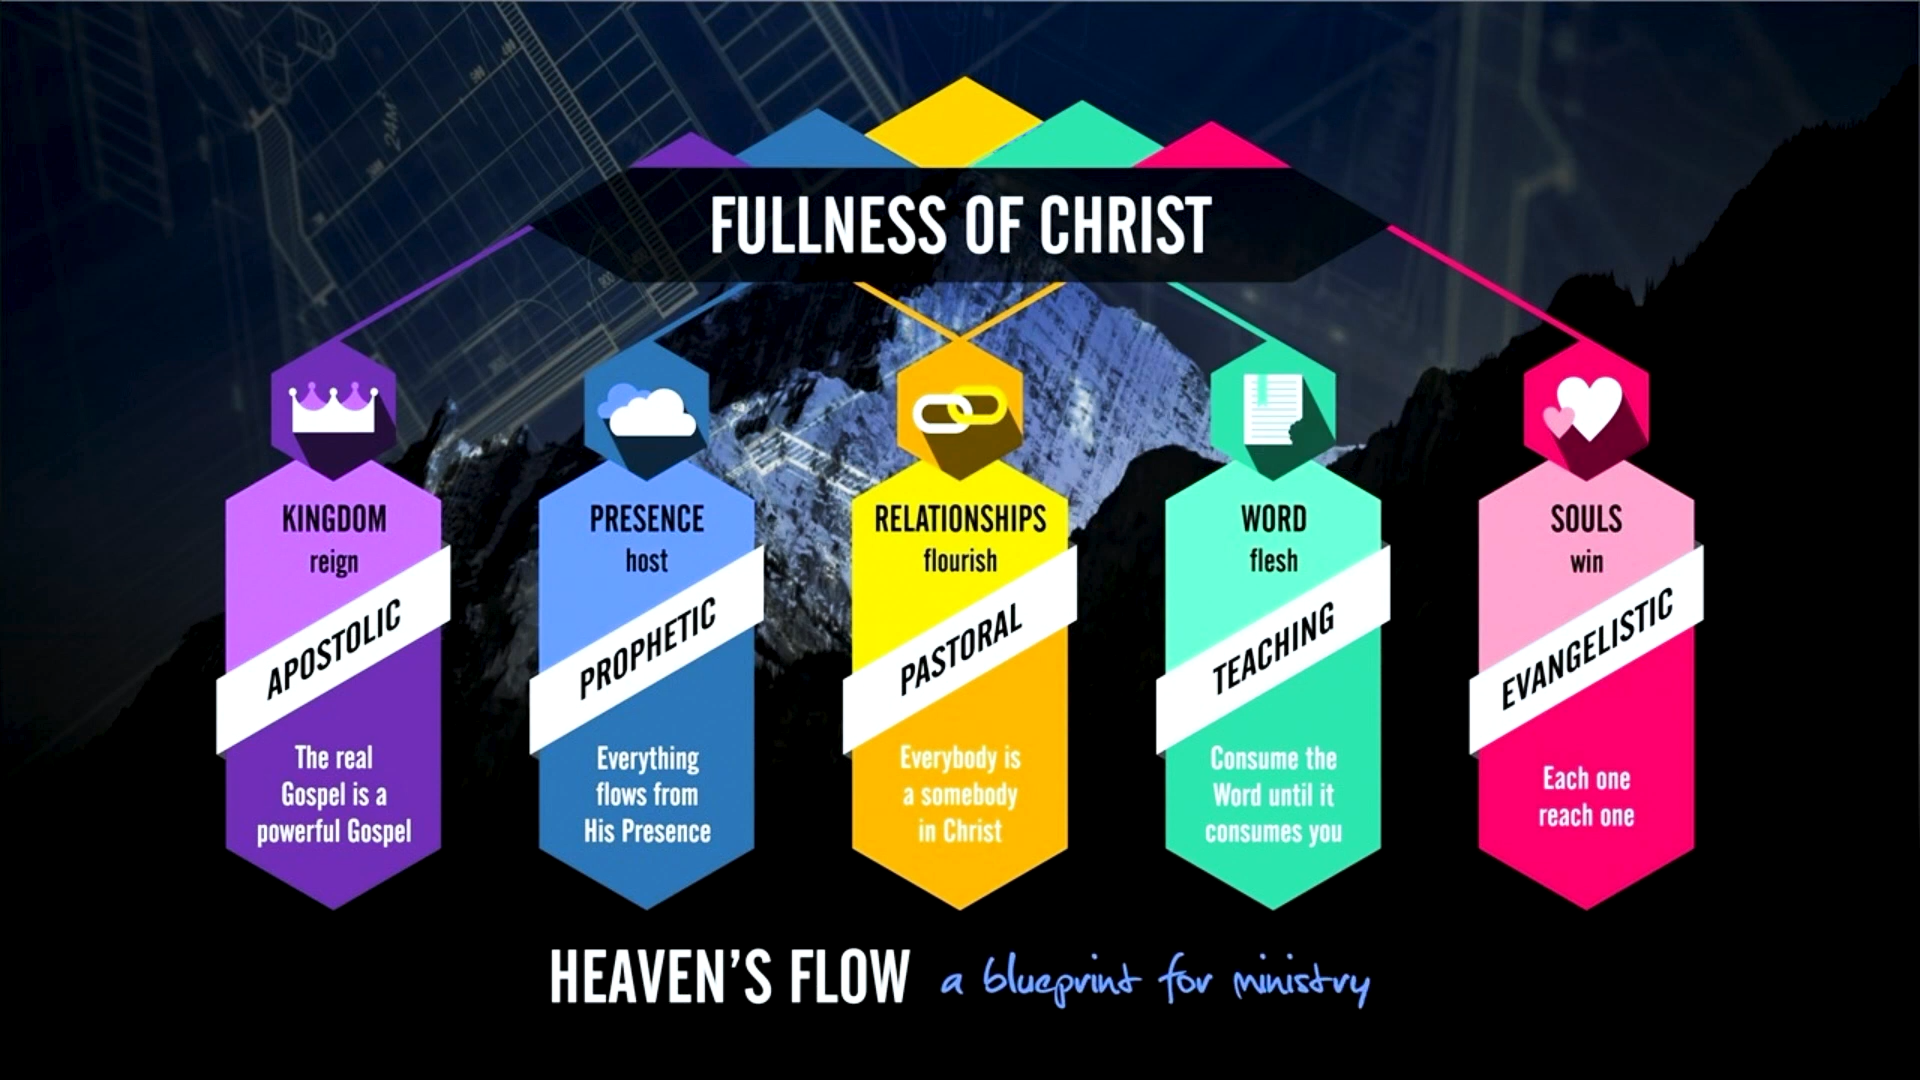 FULLNESS OF CHRIST
KINGDOM
reign
APOSTOLIC
The real
Gospel is a
powerful Gospel
PRESENCE
host
PROPHETIC
Everything
flows from
His Presence
RELATIONSHIPS
flourish
PASTORAL
Everybody is
a somebody
in Christ
WORD
flesh
TEACHING
Consume the
Word until it
consumes you
SOULS
win
EVANGELISTIC
Each one
reach one
HEAVEN'S FLOW a blueprint for ministry